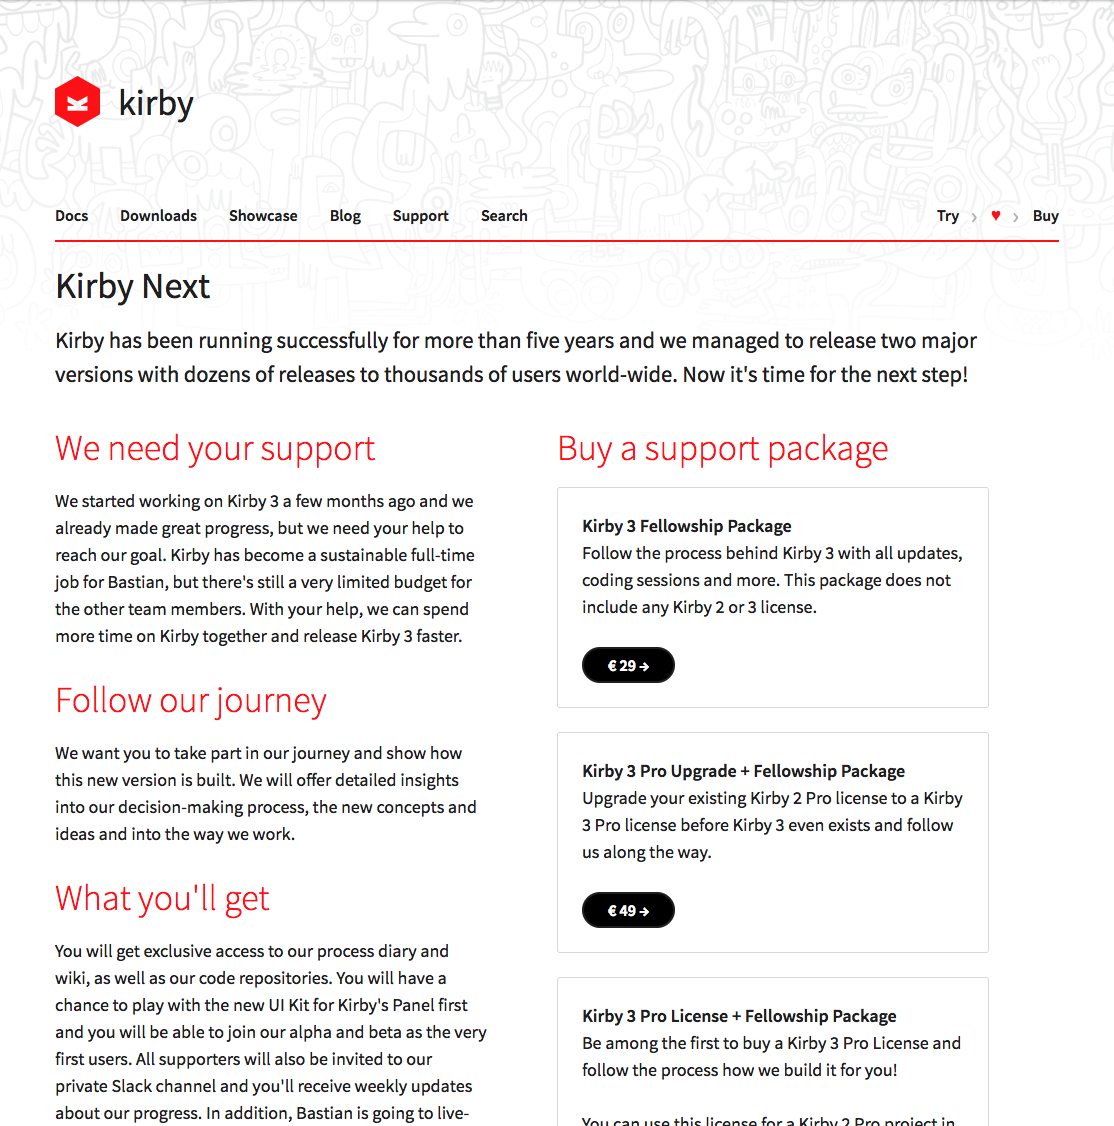 kirby
Docs Downloads Showcase Blog Support Search Try › ♥ › Buy
Kirby Next
Kirby has been running successfully for more than five years and we managed to release two major
versions with dozens of releases to thousands of users world-wide. Now it's time for the next step!
We need your support
We started working on Kirby 3 a few months ago and we
already made great progress, but we need your help to
reach our goal. Kirby has become a sustainable full-time
job for Bastian, but there's still a very limited budget for
the other team members. With your help, we can spend
more time on Kirby together and release Kirby 3 faster.
Follow our journey
We want you to take part in our journey and show how
this new version is built. We will offer detailed insights
into our decision-making process, the new concepts and
ideas and into the way we work.
What you'll get
You will get exclusive access to our process diary and
wiki, as well as our code repositories. You will have a
chance to play with the new UI Kit for Kirby's Panel first
and you will be able to join our alpha and beta as the very
first users. All supporters will also be invited to our
private Slack channel and you'll receive weekly updates
about our progress. In addition, Bastian is going to live-
Buy a support package
Kirby 3 Fellowship Package
Follow the process behind Kirby 3 with all updates,
coding sessions and more. This package does not
include any Kirby 2 or 3 license.
€ 29 →
Kirby 3 Pro Upgrade + Fellowship Package
Upgrade your existing Kirby 2 Pro license to a Kirby
3 Pro license before Kirby 3 even exists and follow
us along the way.
€ 49 →
Kirby 3 Pro License + Fellowship Package
Be among the first to buy a Kirby 3 Pro License and
follow the process how we build it for you!
You can use this license for a Kirby 2 Pro project in